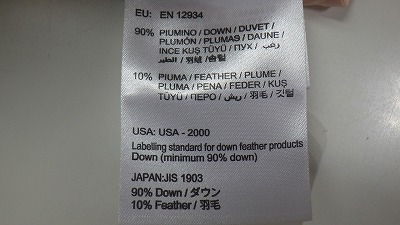 EU: EN 12934
90% PIUMINO / DOWN / DUVET /
PLUMÓN / PLUMAS / DAUNE /
INCE KUŞ TÜYÜ / ПУХ / زغب
الطير / 羽絨 / 솜털
10% PIUMA / FEATHER / PLUME /
PLUMA / PENA / FEDER / KUŞ
TÜYÜ / ПЕРО / ريش / 羽毛 / 깃털
USA: USA - 2000
Labelling standard for down feather products
Down (minimum 90% down)
JAPAN:JIS 1903
90% Down / ダウン
10% Feather / 羽毛